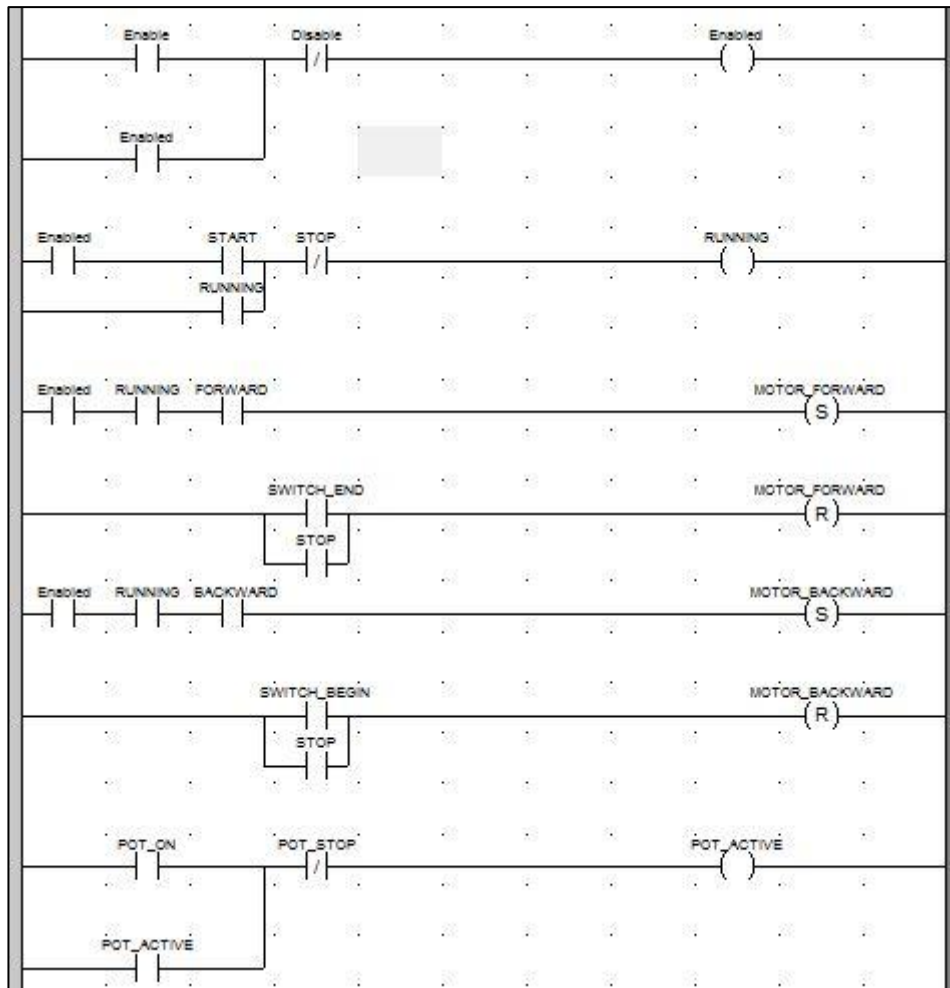 Enable Disable Enabled
/ ( )
Enabled
Enabled START STOP RUNNING
/ ( )
RUNNING
Enabled RUNNING FORWARD MOTOR_FORWARD
(S)
SWITCH_END MOTOR_FORWARD
(R)
STOP
Enabled RUNNING BACKWARD MOTOR_BACKWARD
(S)
SWITCH_BEGIN MOTOR_BACKWARD
(R)
STOP
POT_ON POT_STOP POT_ACTIVE
/ ( )
POT_ACTIVE